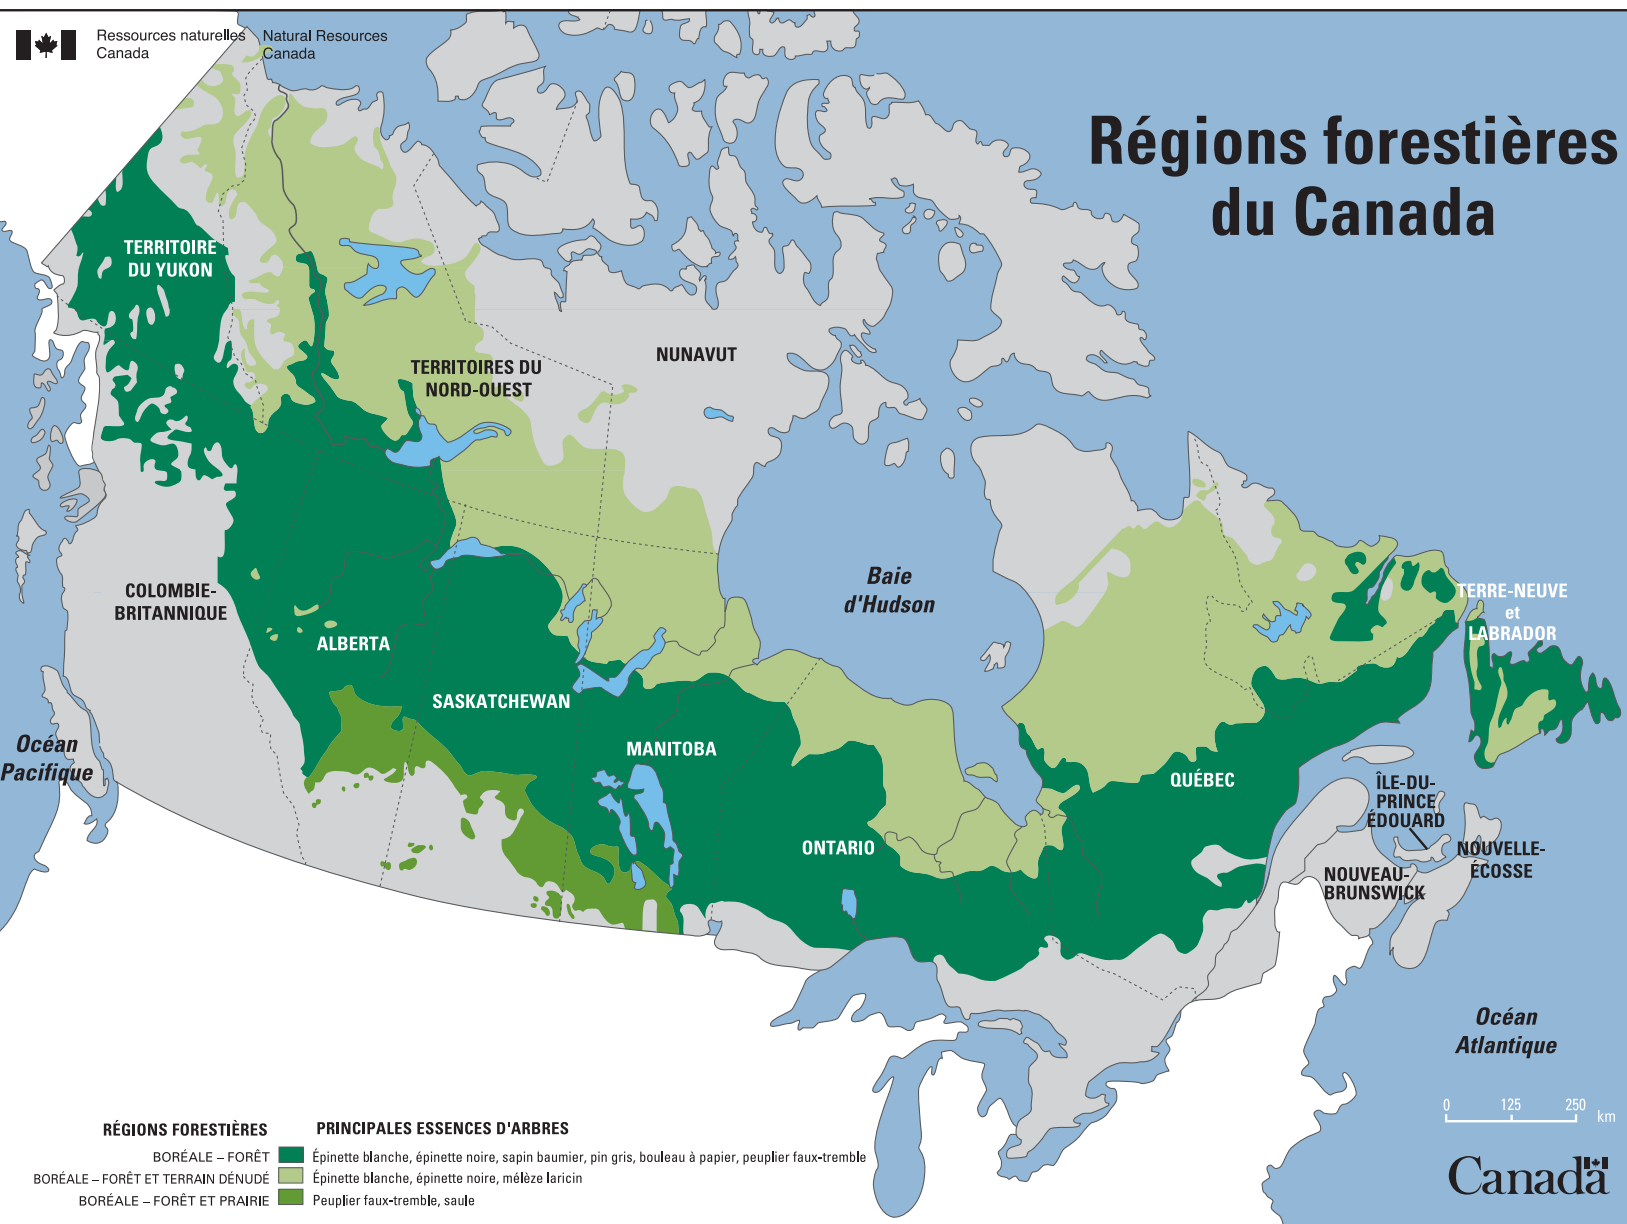 Ressources naturelles
Canada
Natural Resources
Canada
Régions forestières
du Canada
TERRITOIRE
DU YUKON
TERRITOIRES DU
NORD-OUEST
NUNAVUT
COLOMBIE-
BRITANNIQUE
ALBERTA
SASKATCHEWAN
MANITOBA
Baie
d'Hudson
ONTARIO
QUÉBEC
TERRE-NEUVE
et
LABRADOR
ÎLE-DU-
PRINCE
ÉDOUARD
NOUVELLE-
ÉCOSSE
NOUVEAU-
BRUNSWICK
Océan
Pacifique
Océan
Atlantique
0 125 250 km
RÉGIONS FORESTIÈRES PRINCIPALES ESSENCES D'ARBRES
BORÉALE – FORÊT Épinette blanche, épinette noire, sapin baumier, pin gris, bouleau à papier, peuplier faux-tremble
BORÉALE – FORÊT ET TERRAIN DÉNUDÉ Épinette blanche, épinette noire, mélèze laricin
BORÉALE – FORÊT ET PRAIRIE Peuplier faux-tremble, saule
Canada